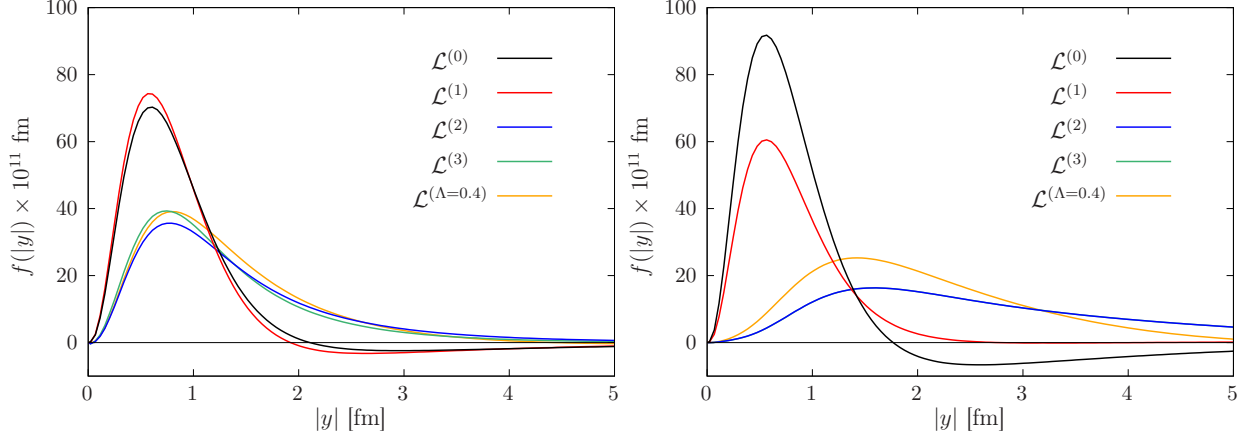 100
80
60
40
20
0
0
1
2
3
4
5
f(|y|) × 10^11 fm
|y| [fm]
ℒ^(0)
ℒ^(1)
ℒ^(2)
ℒ^(3)
ℒ^(Λ=0.4)
100
80
60
40
20
0
0
1
2
3
4
5
f(|y|) × 10^11 fm
|y| [fm]
ℒ^(0)
ℒ^(1)
ℒ^(2)
ℒ^(3)
ℒ^(Λ=0.4)